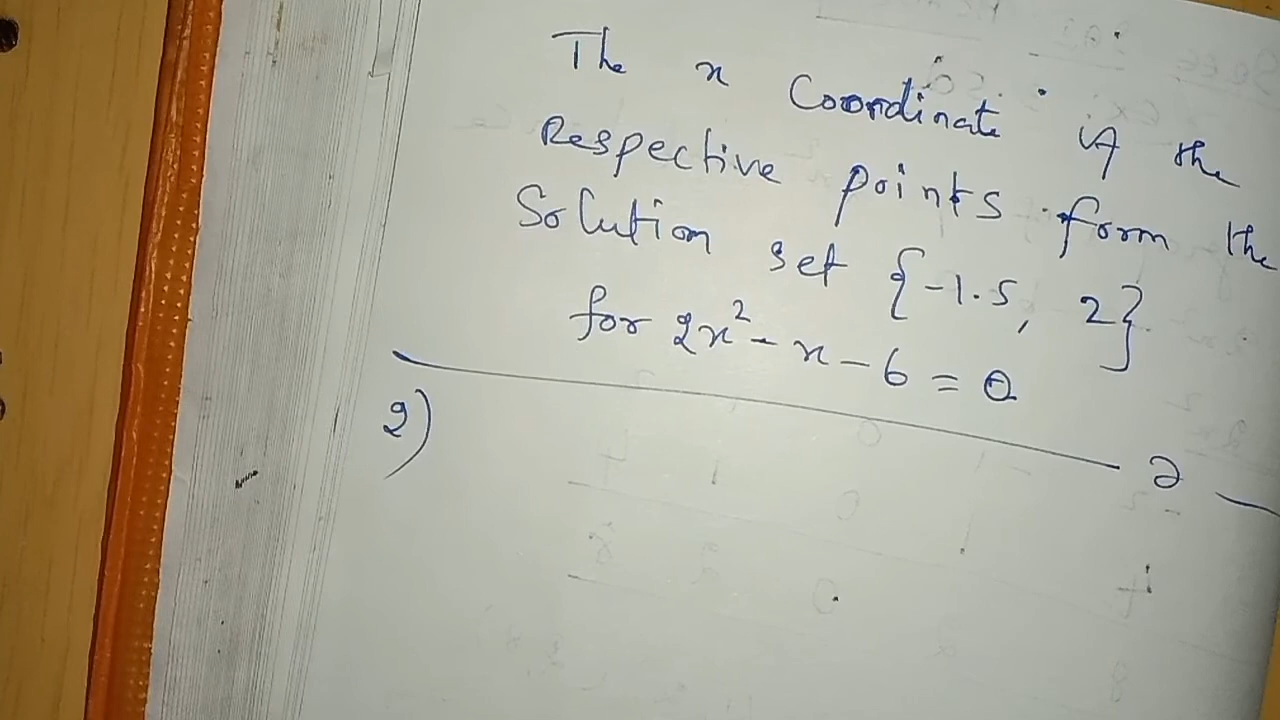 The x Coordinate of the
Respective points form the
Solution set {-1.5, 2}
for 2x² - x - 6 = 0
2)